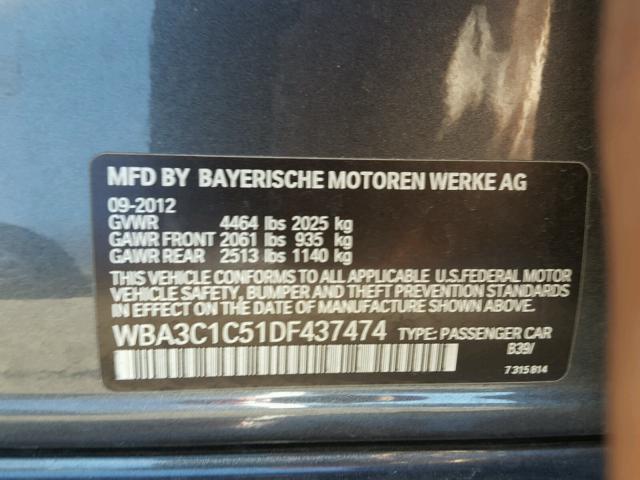 MFD BY BAYERISCHE MOTOREN WERKE AG
09-2012
GVWR 4464 lbs 2025 kg
GAWR FRONT 2061 lbs 935 kg
GAWR REAR 2513 lbs 1140 kg
THIS VEHICLE CONFORMS TO ALL APPLICABLE U.S.FEDERAL MOTOR
VEHICLE SAFETY, BUMPER, AND THEFT PREVENTION STANDARDS
IN EFFECT ON THE DATE OF MANUFACTURE SHOWN ABOVE.
WBA3C1C51DF437474 TYPE: PASSENGER CAR
B39/
7 315 814